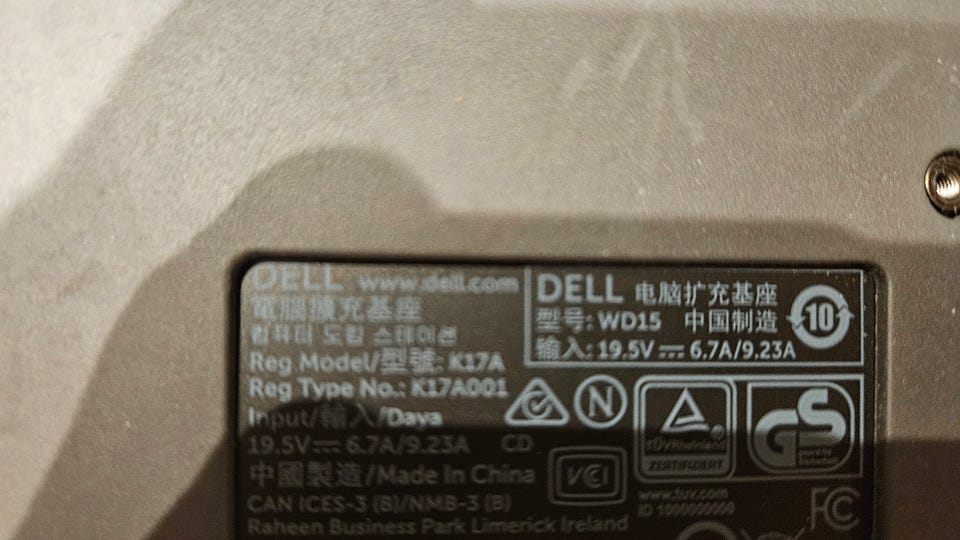 DELL www.dell.com
電腦擴充基座
컴퓨터 도킹 스테이션
Reg Model/型號: K17A
Reg Type No.: K17A001
Input/輸入/Daya
19.5V⎓6.7A/9.23A CD
中國製造/Made In China
CAN ICES-3 (B)/NMB-3 (B)
Raheen Business Park Limerick Ireland
DELL 电脑扩充基座
型号: WD15 中国制造
輸入: 19.5V⎓6.7A/9.23A
10
N
TÜVRheinland
ZERTIFIZIERT
GS
VCI
www.tuv.com
ID 1000000000
FC